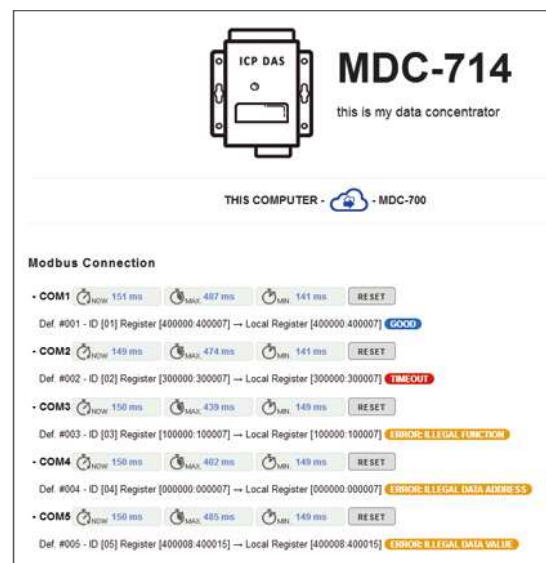 ICP DAS
MDC-714
this is my data concentrator
THIS COMPUTER - - MDC-700
Modbus Connection
- COM1 NOW 151 ms MAX. 487 ms MIN. 141 ms RESET
Def. #001 - ID [01] Register [400000:400007] → Local Register [400000:400007] GOOD
- COM2 NOW 149 ms MAX. 474 ms MIN. 141 ms RESET
Def. #002 - ID [02] Register [300000:300007] → Local Register [300000:300007] TIMEOUT
- COM3 NOW 150 ms MAX. 439 ms MIN. 149 ms RESET
Def. #003 - ID [03] Register [100000:100007] → Local Register [100000:100007] ERROR: ILLEGAL FUNCTION
- COM4 NOW 150 ms MAX. 402 ms MIN. 149 ms RESET
Def. #004 - ID [04] Register [000000:000007] → Local Register [000000:000007] ERROR: ILLEGAL DATA ADDRESS
- COM5 NOW 150 ms MAX. 485 ms MIN. 149 ms RESET
Def. #005 - ID [05] Register [400008:400015] → Local Register [400008:400015] ERROR: ILLEGAL DATA VALUE